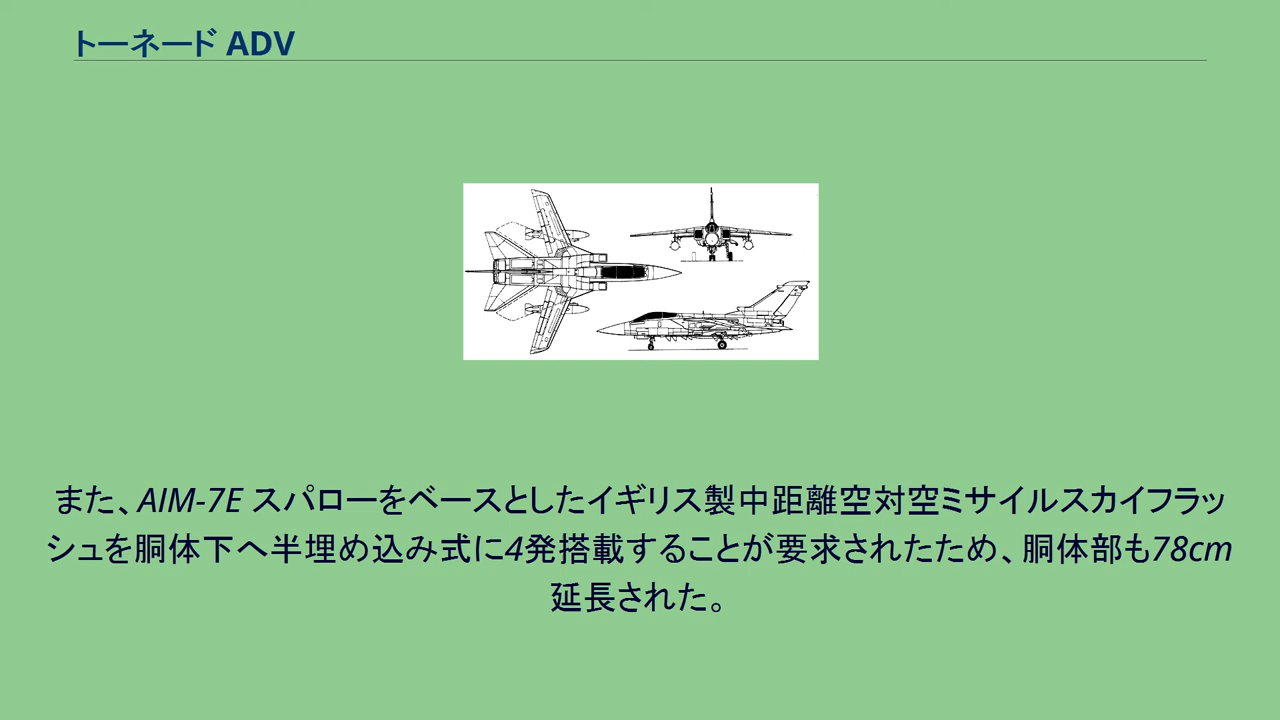 トーネード ADV
また、AIM-7E スパローをベースとしたイギリス製中距離空対空ミサイルスカイフラッ
シュを胴体下へ半埋め込み式に4発搭載することが要求されたため、胴体部も78cm
延長された。